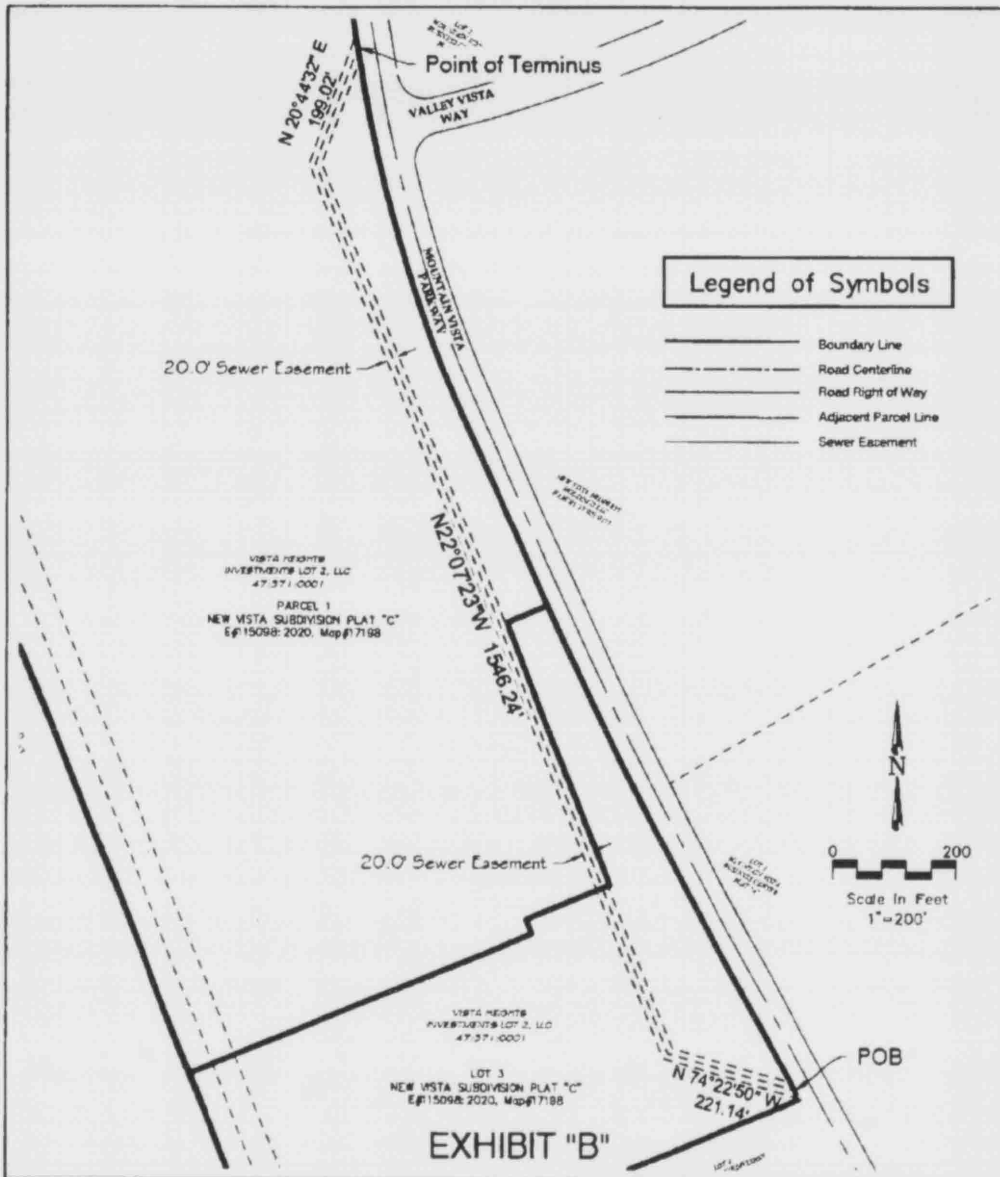 N 20°44'32" E
199.02'
Point of Terminus
VALLEY VISTA
WAY
MOUNTAIN VISTA
PARKWAY
Legend of Symbols
Boundary Line
Road Centerline
Road Right of Way
Adjacent Parcel Line
Sewer Easement
20.0' Sewer Easement
N22°07'23"W 1546.24'
VISTA HEIGHTS
INVESTMENTS LOT 2, LLC
47:371:0001
PARCEL 1
NEW VISTA SUBDIVISION PLAT "C"
E#115098:2020, Map#17198
N
0 200
Scale In Feet
1"=200'
20.0' Sewer Easement
VISTA HEIGHTS
INVESTMENTS LOT 2, LLC
47:371:0001
LOT 3
NEW VISTA SUBDIVISION PLAT "C"
E#115098:2020, Map#17198
POB
N 74°22'50" W
221.14'
EXHIBIT "B"